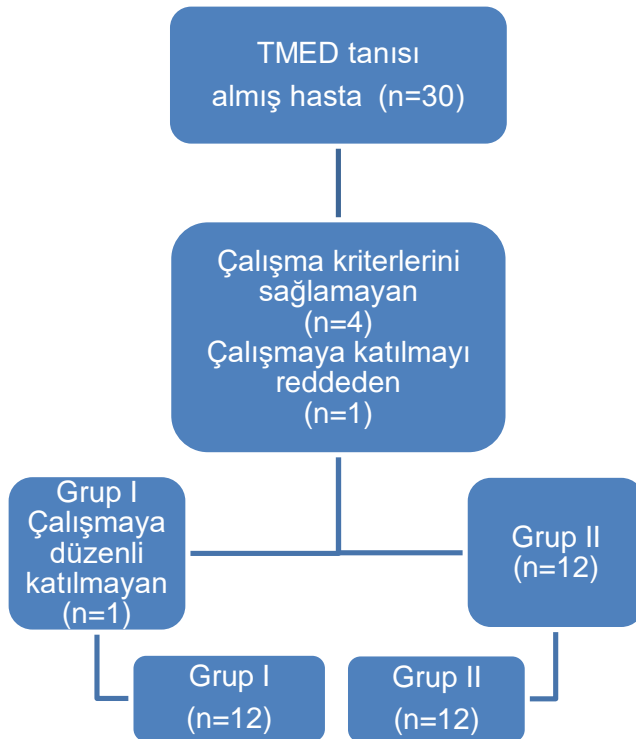 TMED tanısı
almış hasta (n=30)
Çalışma kriterlerini
sağlamayan
(n=4)
Çalışmaya katılmayı
reddeden
(n=1)
Grup I
Çalışmaya
düzenli
katılmayan
(n=1)
Grup II
(n=12)
Grup I
(n=12)
Grup II
(n=12)